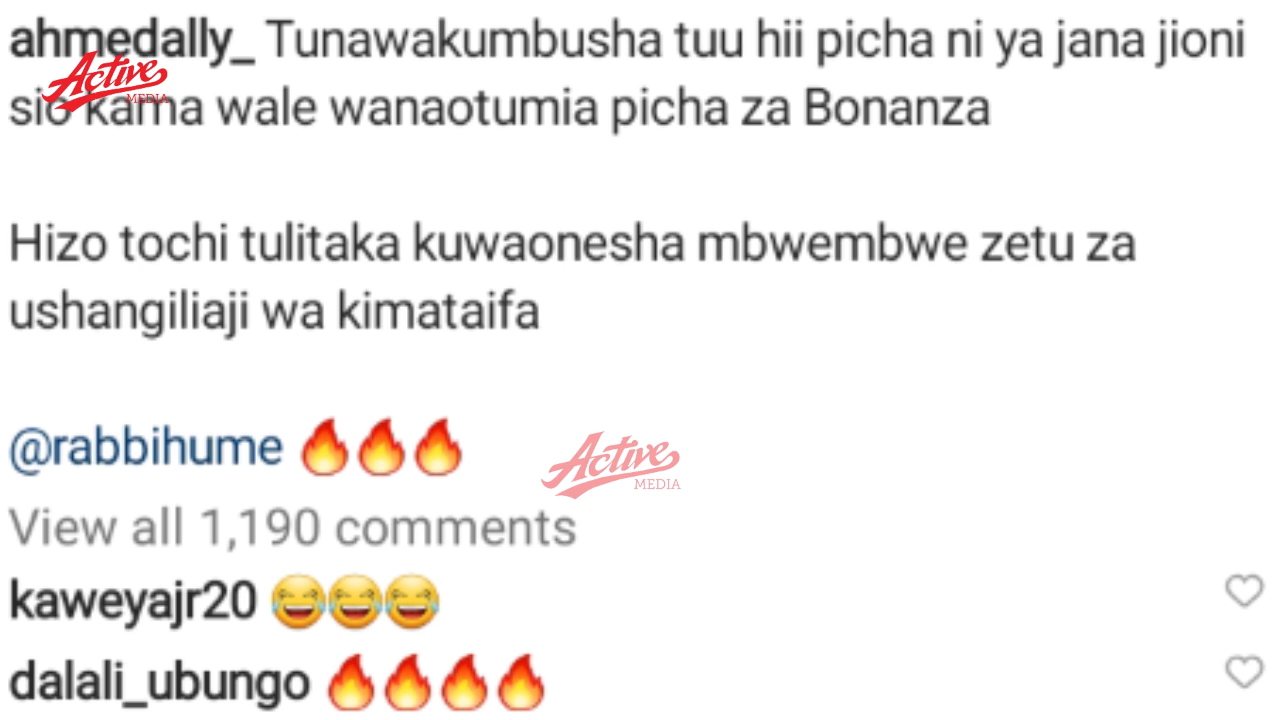 ahmedally_ Tunawakumbusha tuu hii picha ni ya jana jioni
sio kama wale wanaotumia picha za Bonanza
Hizo tochi tulitaka kuwaonesha mbwembwe zetu za
ushangiliaji wa kimataifa
@rabbihume 🔥🔥🔥
View all 1,190 comments
kaweyajr20 😂😂😂
dalali_ubungo 🔥🔥🔥🔥
Active
MEDIA
Active
MEDIA